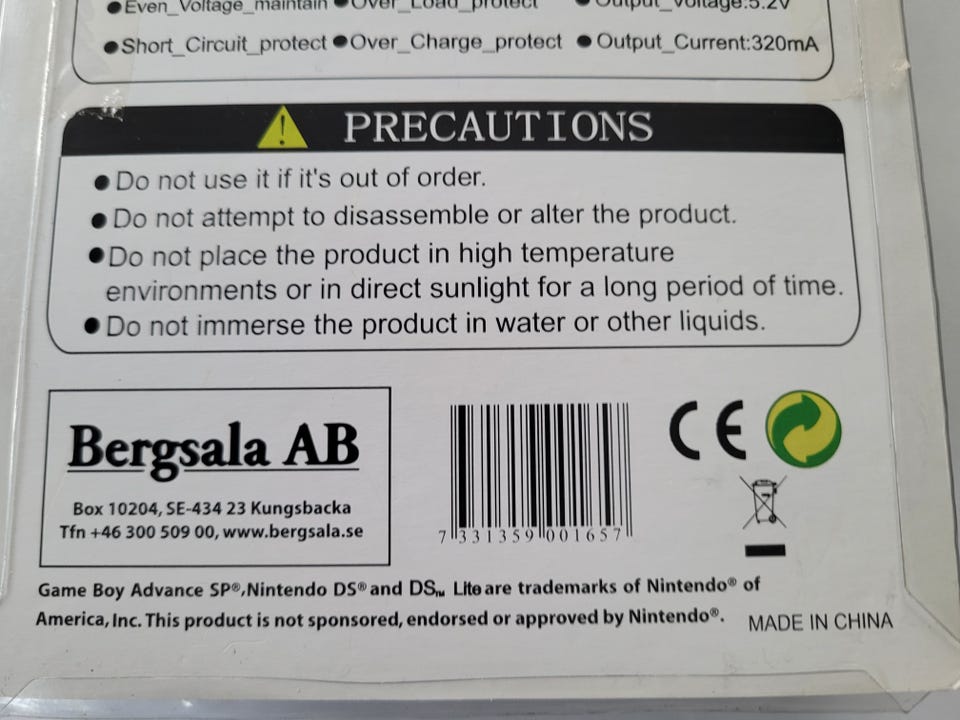 ●Even_Voltage_maintain ●Over_Load_protect ●Output_Voltage:5.2V
●Short_Circuit_protect ●Over_Charge_protect ●Output_Current:320mA
PRECAUTIONS
●Do not use it if it's out of order.
●Do not attempt to disassemble or alter the product.
●Do not place the product in high temperature
environments or in direct sunlight for a long period of time.
●Do not immerse the product in water or other liquids.
Bergsala AB
Box 10204, SE-434 23 Kungsbacka
Tfn +46 300 509 00, www.bergsala.se
7 331359 001657
CE
Game Boy Advance SP®,Nintendo DS® and DS™ Lite are trademarks of Nintendo® of
America, Inc. This product is not sponsored, endorsed or approved by Nintendo®.
MADE IN CHINA